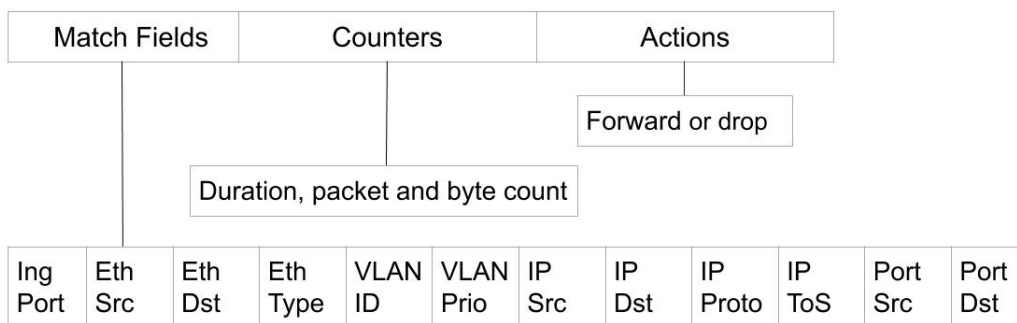 Match Fields Counters Actions
Forward or drop
Duration, packet and byte count
Ing Eth Eth Eth VLAN VLAN IP IP IP IP Port Port
Port Src Dst Type ID Prio Src Dst Proto ToS Src Dst